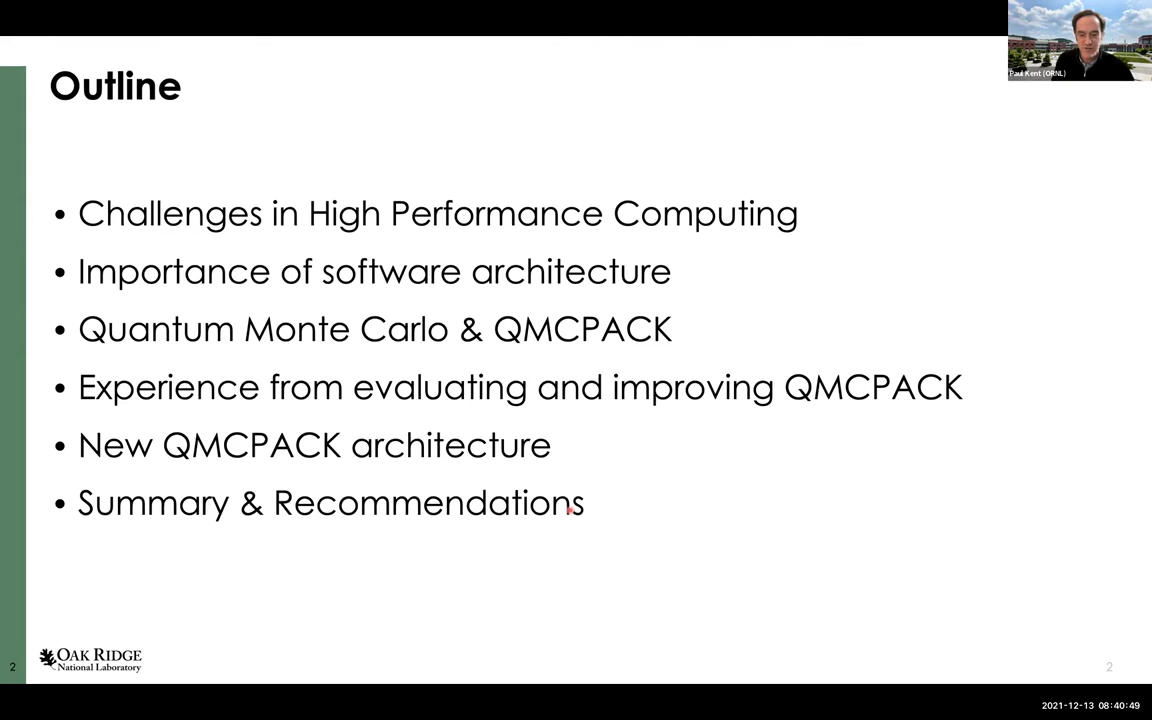 Paul Kent (ORNL)
Outline
• Challenges in High Performance Computing
• Importance of software architecture
• Quantum Monte Carlo & QMCPACK
• Experience from evaluating and improving QMCPACK
• New QMCPACK architecture
• Summary & Recommendations
2
OAK RIDGE
National Laboratory
2
2021-12-13 08:40:49